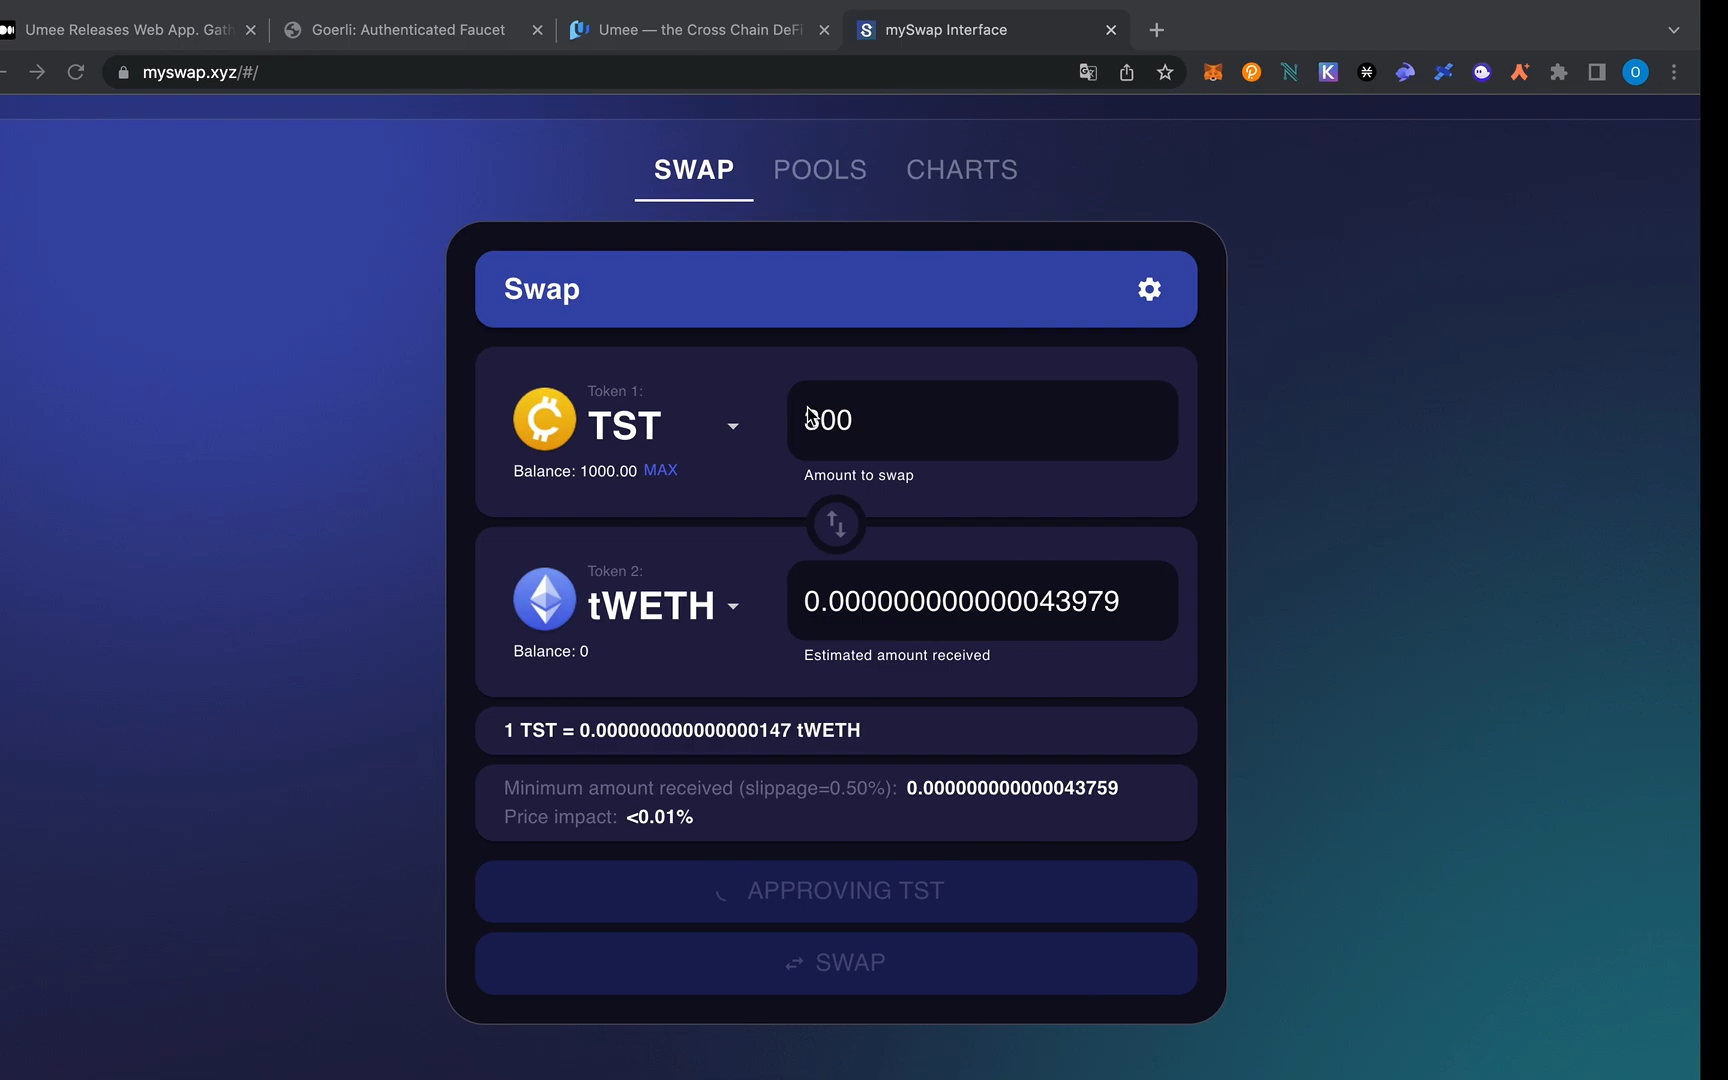 Umee Releases Web App. Gath
Goerli: Authenticated Faucet
Umee — the Cross Chain DeFi
mySwap Interface
myswap.xyz/#/
SWAP
POOLS
CHARTS
Swap
Token 1:
TST
300
Balance: 1000.00 MAX
Amount to swap
Token 2:
tWETH
0.000000000000043979
Balance: 0
Estimated amount received
1 TST = 0.000000000000000147 tWETH
Minimum amount received (slippage=0.50%): 0.000000000000043759
Price impact: <0.01%
APPROVING TST
SWAP